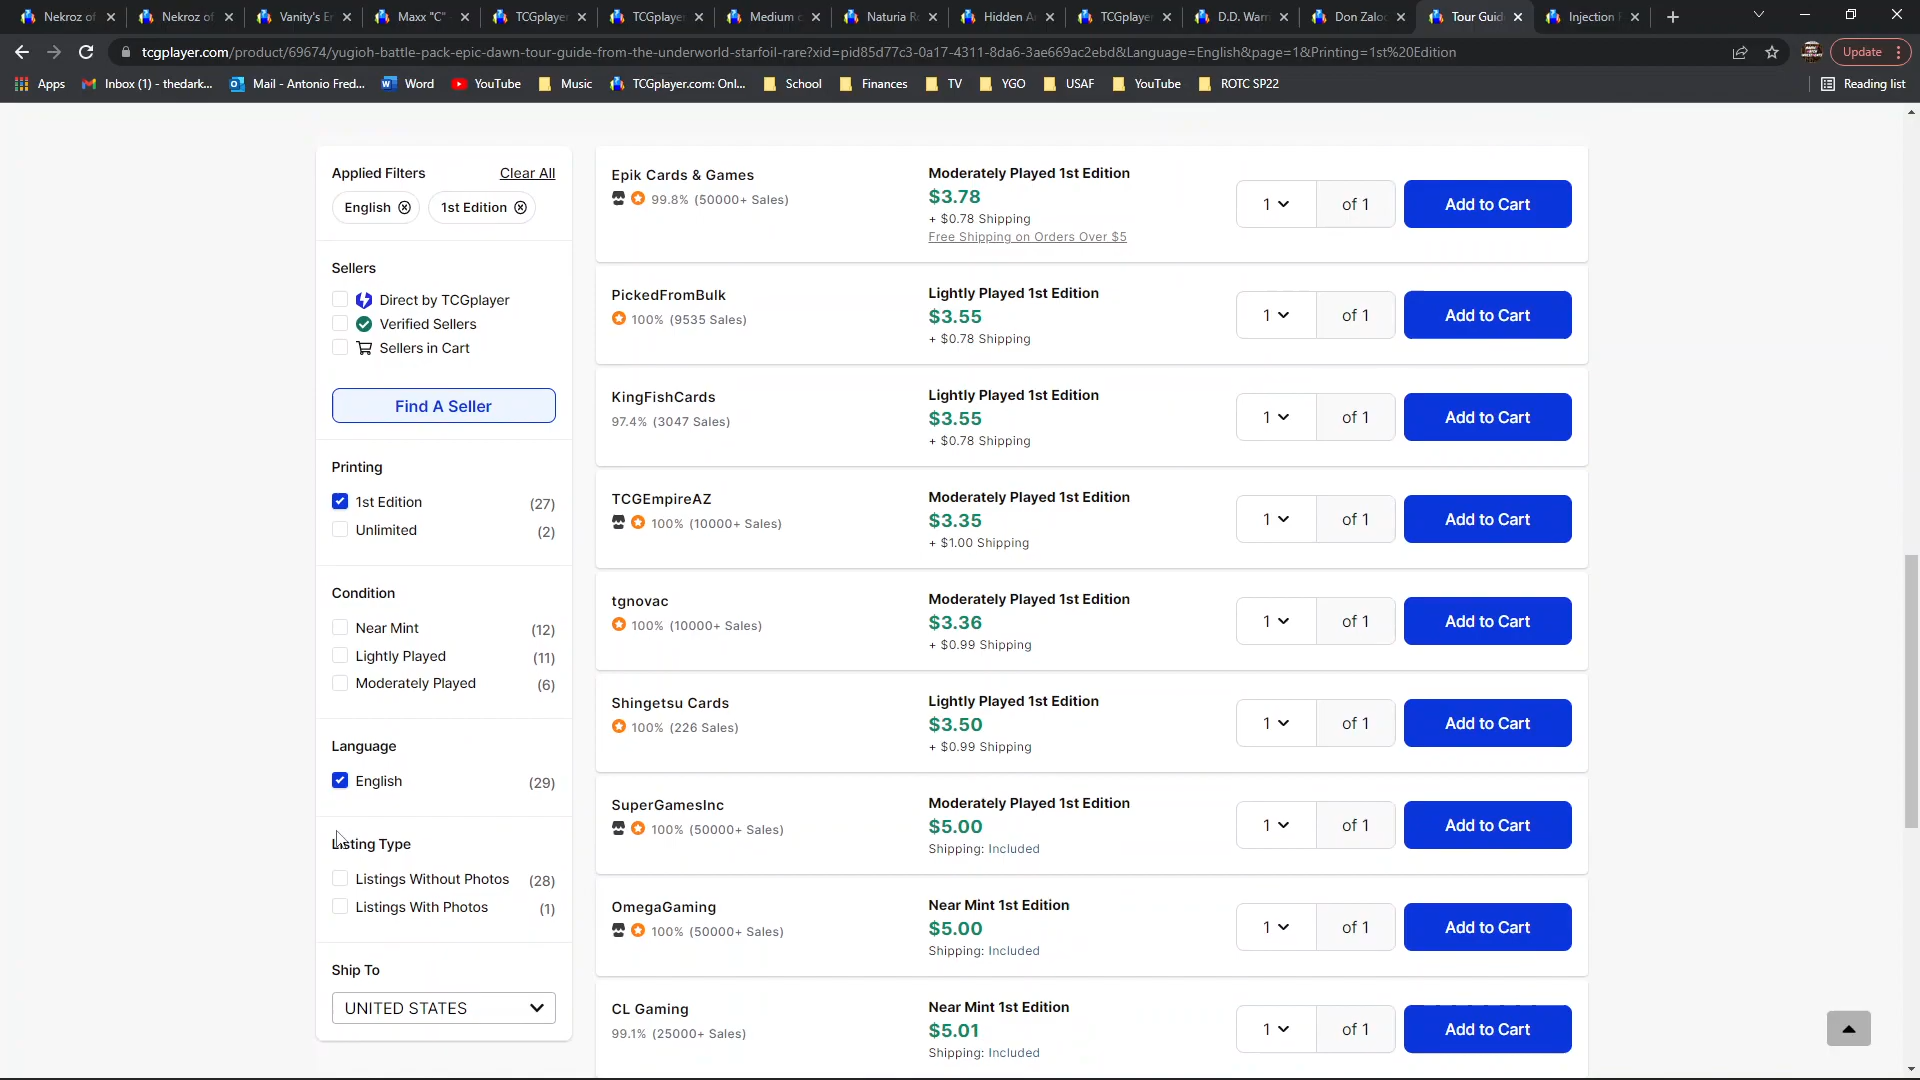 Nekroz of
Nekroz of
Vanity's Er
Maxx "C" -
TCGplayer
TCGplayer
Medium c
Naturia Ro
Hidden A
TCGplayer
D.D. Warri
Don Zaloo
Tour Guid
Injection F
tcgplayer.com/product/69674/yugioh-battle-pack-epic-dawn-tour-guide-from-the-underworld-starfoil-rare?xid=pid85d77c3-0a17-4311-8da6-3ae669ac2ebd&Language=English&page=1&Printing=1st%20Edition
Update
Apps
Inbox (1) - thedark...
Mail - Antonio Fred...
Word
YouTube
Music
TCGplayer.com: Onl...
School
Finances
TV
YGO
USAF
YouTube
ROTC SP22
Reading list
Applied Filters Clear All
English 1st Edition
Sellers
Direct by TCGplayer
Verified Sellers
Sellers in Cart
Find A Seller
Printing
1st Edition (27)
Unlimited (2)
Condition
Near Mint (12)
Lightly Played (11)
Moderately Played (6)
Language
English (29)
Listing Type
Listings Without Photos (28)
Listings With Photos (1)
Ship To
UNITED STATES
Epik Cards & Games
99.8% (50000+ Sales)
Moderately Played 1st Edition
$3.78
+ $0.78 Shipping
Free Shipping on Orders Over $5
1 of 1 Add to Cart
PickedFromBulk
100% (9535 Sales)
Lightly Played 1st Edition
$3.55
+ $0.78 Shipping
1 of 1 Add to Cart
KingFishCards
97.4% (3047 Sales)
Lightly Played 1st Edition
$3.55
+ $0.78 Shipping
1 of 1 Add to Cart
TCGEmpireAZ
100% (10000+ Sales)
Moderately Played 1st Edition
$3.35
+ $1.00 Shipping
1 of 1 Add to Cart
tgnovac
100% (10000+ Sales)
Moderately Played 1st Edition
$3.36
+ $0.99 Shipping
1 of 1 Add to Cart
Shingetsu Cards
100% (226 Sales)
Lightly Played 1st Edition
$3.50
+ $0.99 Shipping
1 of 1 Add to Cart
SuperGamesInc
100% (50000+ Sales)
Moderately Played 1st Edition
$5.00
Shipping: Included
1 of 1 Add to Cart
OmegaGaming
100% (50000+ Sales)
Near Mint 1st Edition
$5.00
Shipping: Included
1 of 1 Add to Cart
CL Gaming
99.1% (25000+ Sales)
Near Mint 1st Edition
$5.01
Shipping: Included
1 of 1 Add to Cart